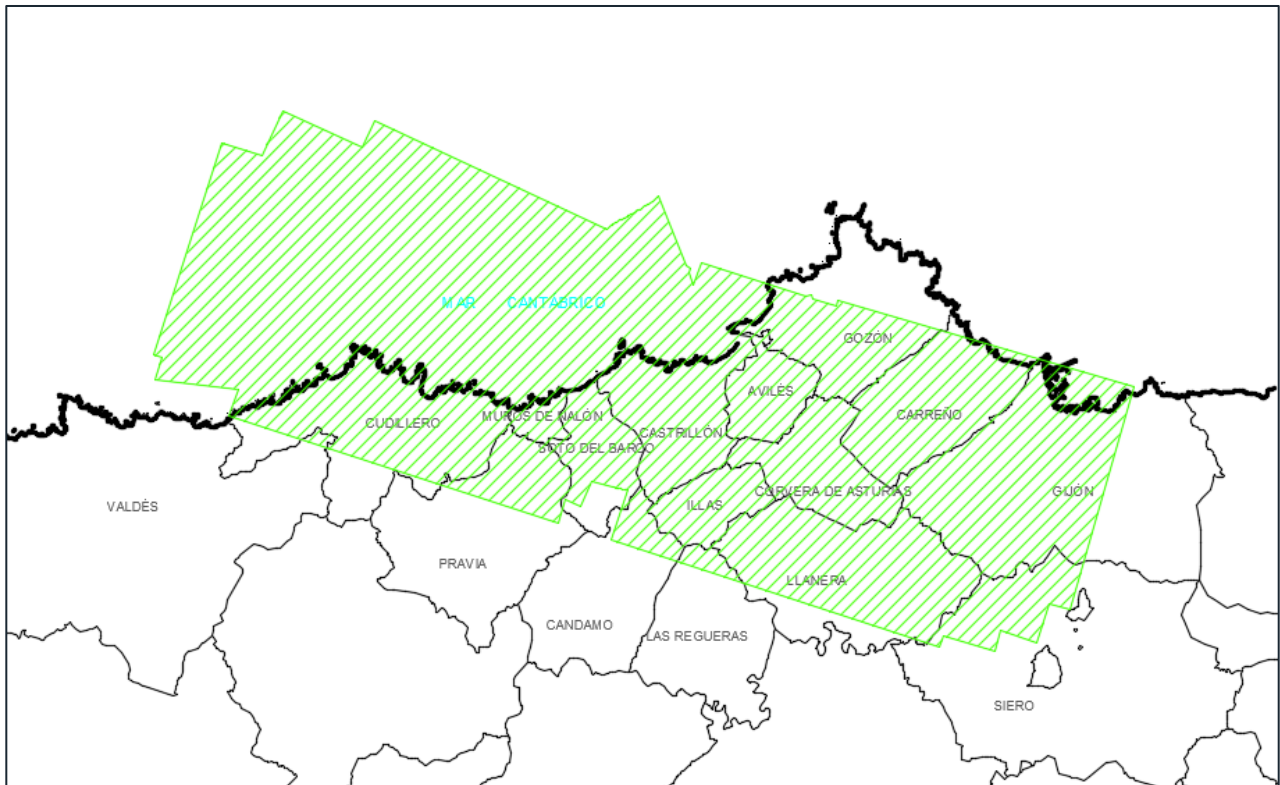 MAR CANTÁBRICO
GOZÓN
AVILÉS
CARREÑO
MUROS DE NALÓN
CUDILLERO
CASTRILLÓN
SOTO DEL BARCO
CORVERA DE ASTURIAS
GIJÓN
ILLAS
VALDÉS
PRAVIA
LLANERA
CANDAMO
LAS REGUERAS
SIERO